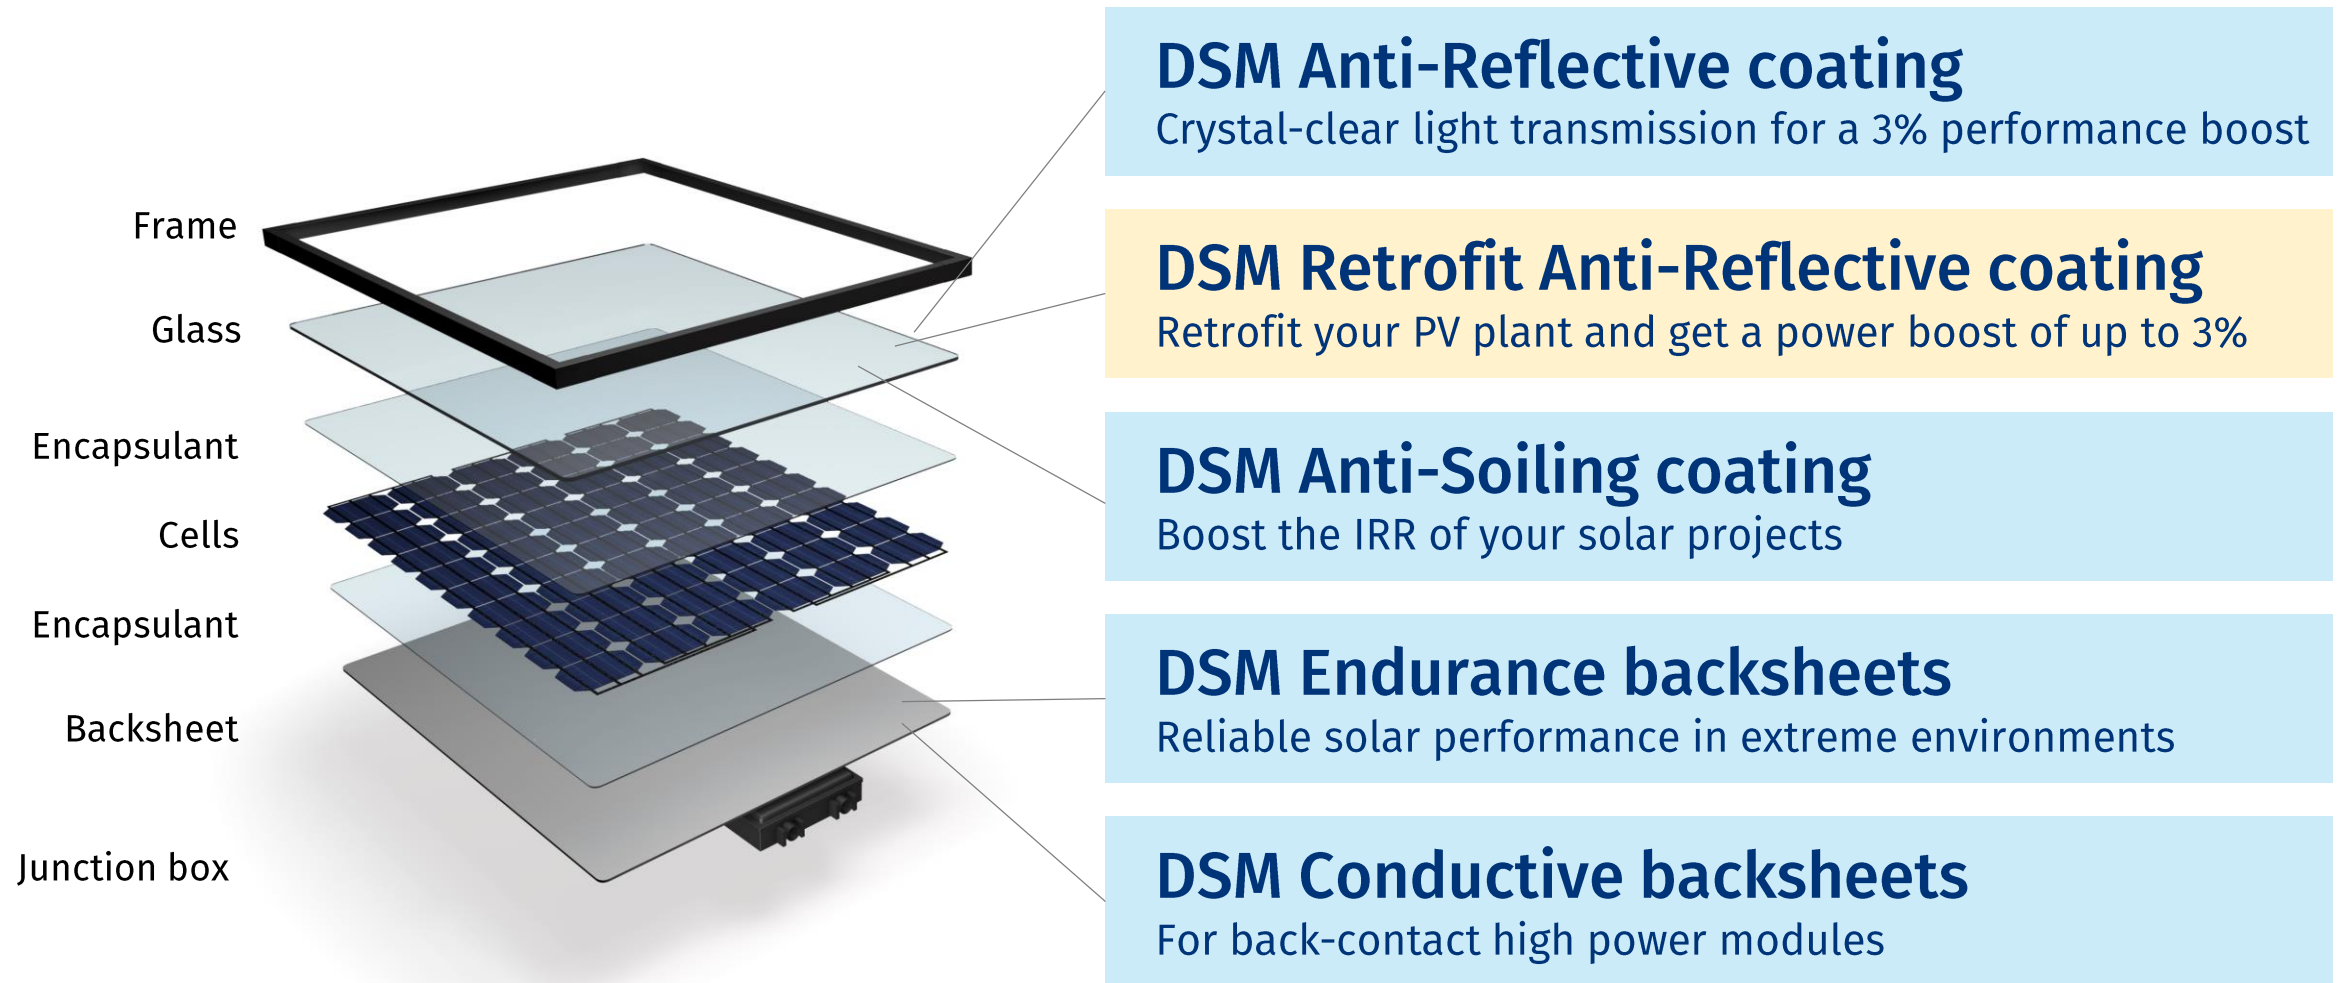 Frame
Glass
Encapsulant
Cells
Encapsulant
Backsheet
Junction box
DSM Anti-Reflective coating
Crystal-clear light transmission for a 3% performance boost
DSM Retrofit Anti-Reflective coating
Retrofit your PV plant and get a power boost of up to 3%
DSM Anti-Soiling coating
Boost the IRR of your solar projects
DSM Endurance backsheets
Reliable solar performance in extreme environments
DSM Conductive backsheets
For back-contact high power modules